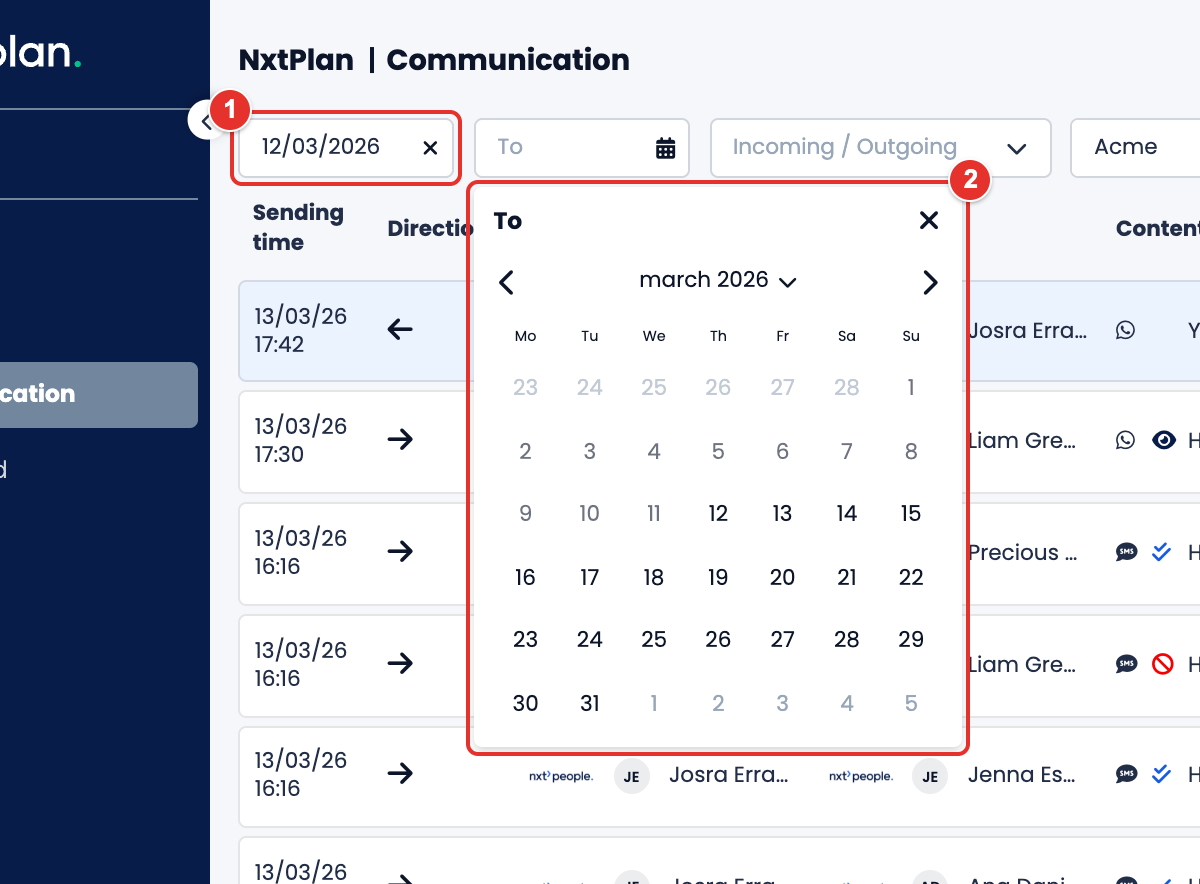 plan.
NxtPlan | Communication
1
12/03/2026
To
Incoming / Outgoing
Acme
2
Sending time
Directio
Content
To
march 2026
Mo Tu We Th Fr Sa Su
23 24 25 26 27 28 1
2 3 4 5 6 7 8
9 10 11 12 13 14 15
16 17 18 19 20 21 22
23 24 25 26 27 28 29
30 31 1 2 3 4 5
13/03/26
17:42
Josra Erra...
Y
cation
13/03/26
17:30
Liam Gre...
H
d
13/03/26
16:16
Precious ...
SMS
H
13/03/26
16:16
Liam Gre...
SMS
H
13/03/26
16:16
nxt people.
JE
Josra Erra...
nxt people.
JE
Jenna Es...
SMS
H
13/03/26